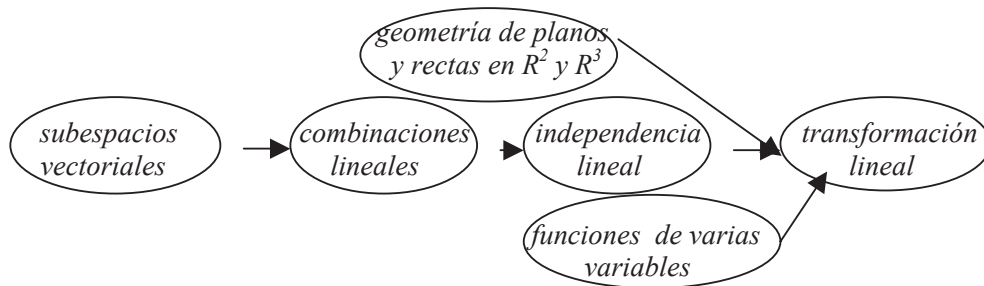 geometría de planos
y rectas en R² y R³
subespacios
vectoriales
combinaciones
lineales
independencia
lineal
transformación
lineal
funciones de varias
variables